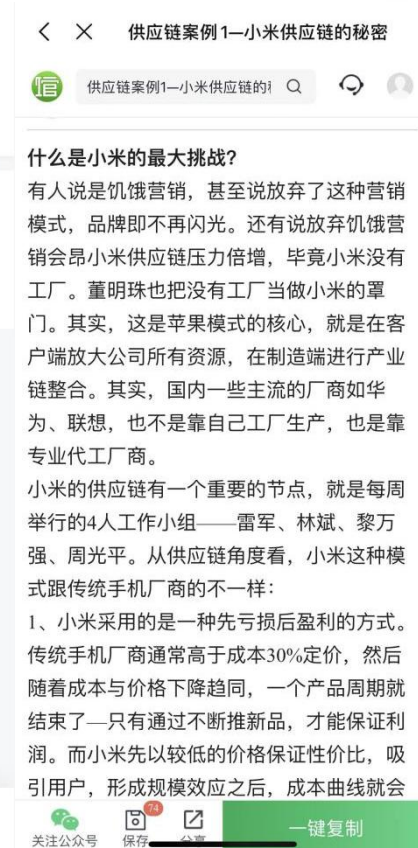 供应链案例1—小米供应链的秘密
馆
供应链案例1—小米供应链的
什么是小米的最大挑战？
有人说是饥饿营销，甚至说放弃了这种营销
模式，品牌即不再闪光。还有说放弃饥饿营
销会昂小米供应链压力倍增，毕竟小米没有
工厂。董明珠也把没有工厂当做小米的罩
门。其实，这是苹果模式的核心，就是在客
户端放大公司所有资源，在制造端进行产业
链整合。其实，国内一些主流的厂商如华
为、联想，也不是靠自己工厂生产，也是靠
专业代工厂商。
小米的供应链有一个重要的节点，就是每周
举行的4人工作小组——雷军、林斌、黎万
强、周光平。从供应链角度看，小米这种模
式跟传统手机厂商的不一样：
1、小米采用的是一种先亏损后盈利的方式。
传统手机厂商通常高于成本30%定价，然后
随着成本与价格下降趋同，一个产品周期就
结束了—只有通过不断推新品，才能保证利
润。而小米先以较低的价格保证性价比，吸
引用户，形成规模效应之后，成本曲线就会
74
关注公众号 保存 分享 一键复制